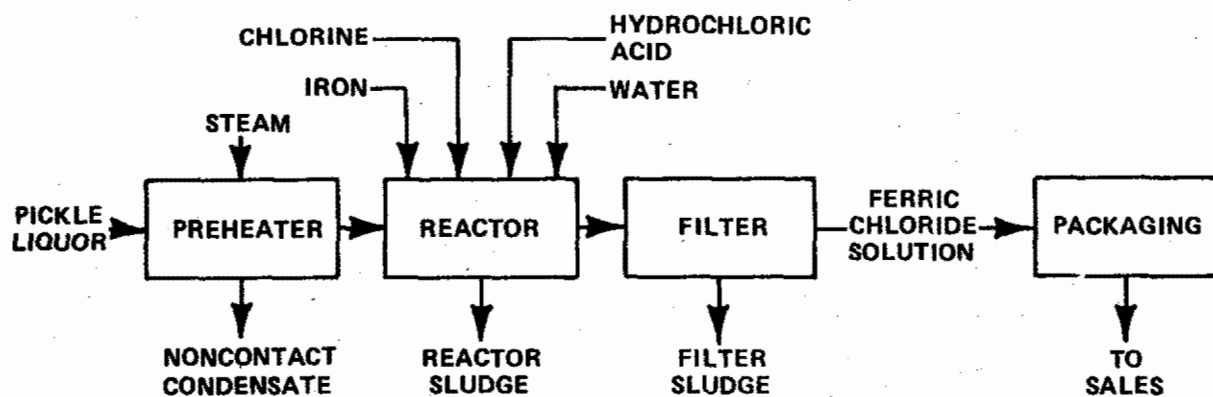 CHLORINE
HYDROCHLORIC
ACID
IRON
WATER
STEAM
PICKLE
LIQUOR
PREHEATER
REACTOR
FILTER
FERRIC
CHLORIDE
SOLUTION
PACKAGING
NONCONTACT
CONDENSATE
REACTOR
SLUDGE
FILTER
SLUDGE
TO
SALES